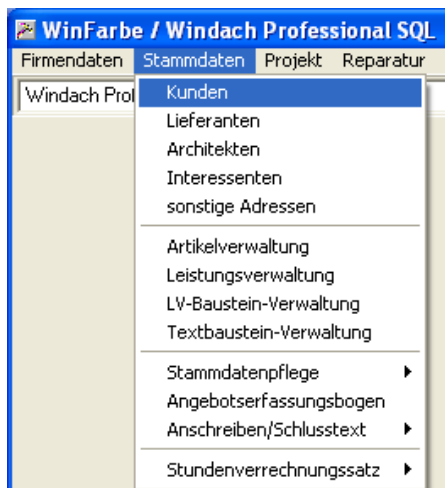 WinFarbe / Windach Professional SQL
Firmendaten Stammdaten Projekt Reparatur
Windach Prof
Kunden
Lieferanten
Architekten
Interessenten
sonstige Adressen
Artikelverwaltung
Leistungsverwaltung
LV-Baustein-Verwaltung
Textbaustein-Verwaltung
Stammdatenpflege
Angebotserfassungsbogen
Anschreiben/Schlusstext
Stundenverrechnungssatz